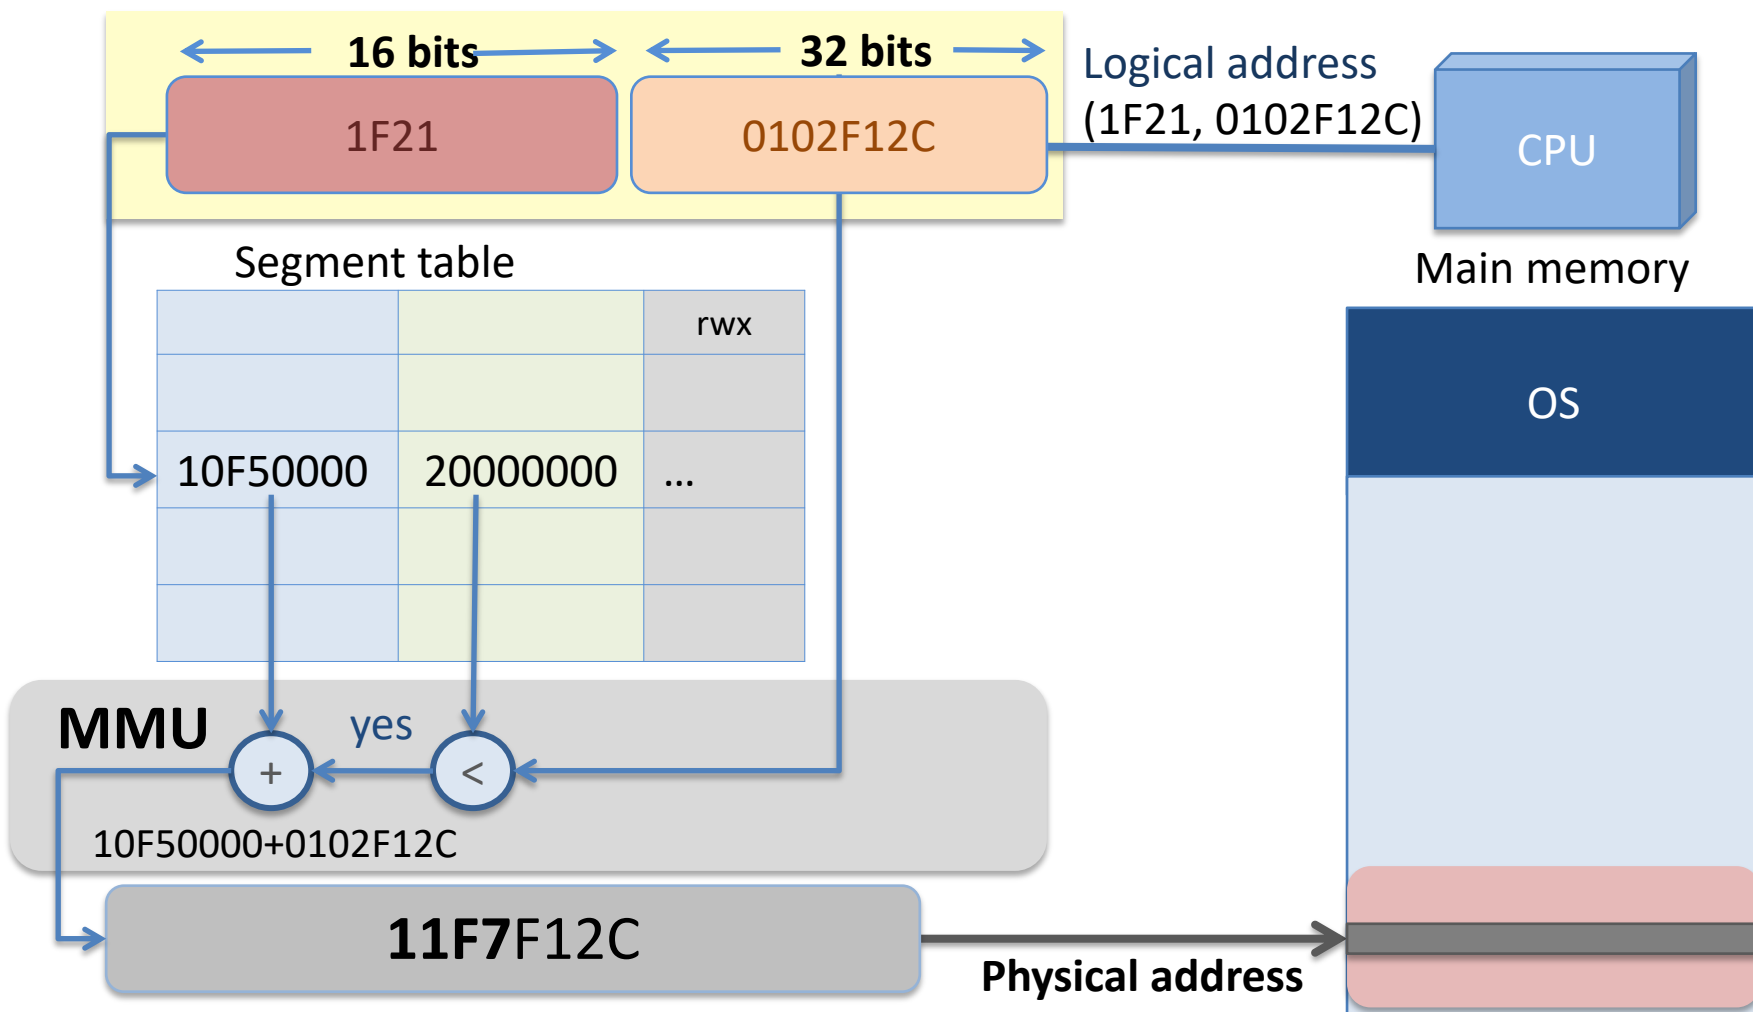 16 bits
32 bits
1F21
0102F12C
Logical address
(1F21, 0102F12C)
CPU
Segment table
rwx
10F50000
20000000
...
Main memory
OS
MMU
yes
+
<
10F50000+0102F12C
11F7F12C
Physical address